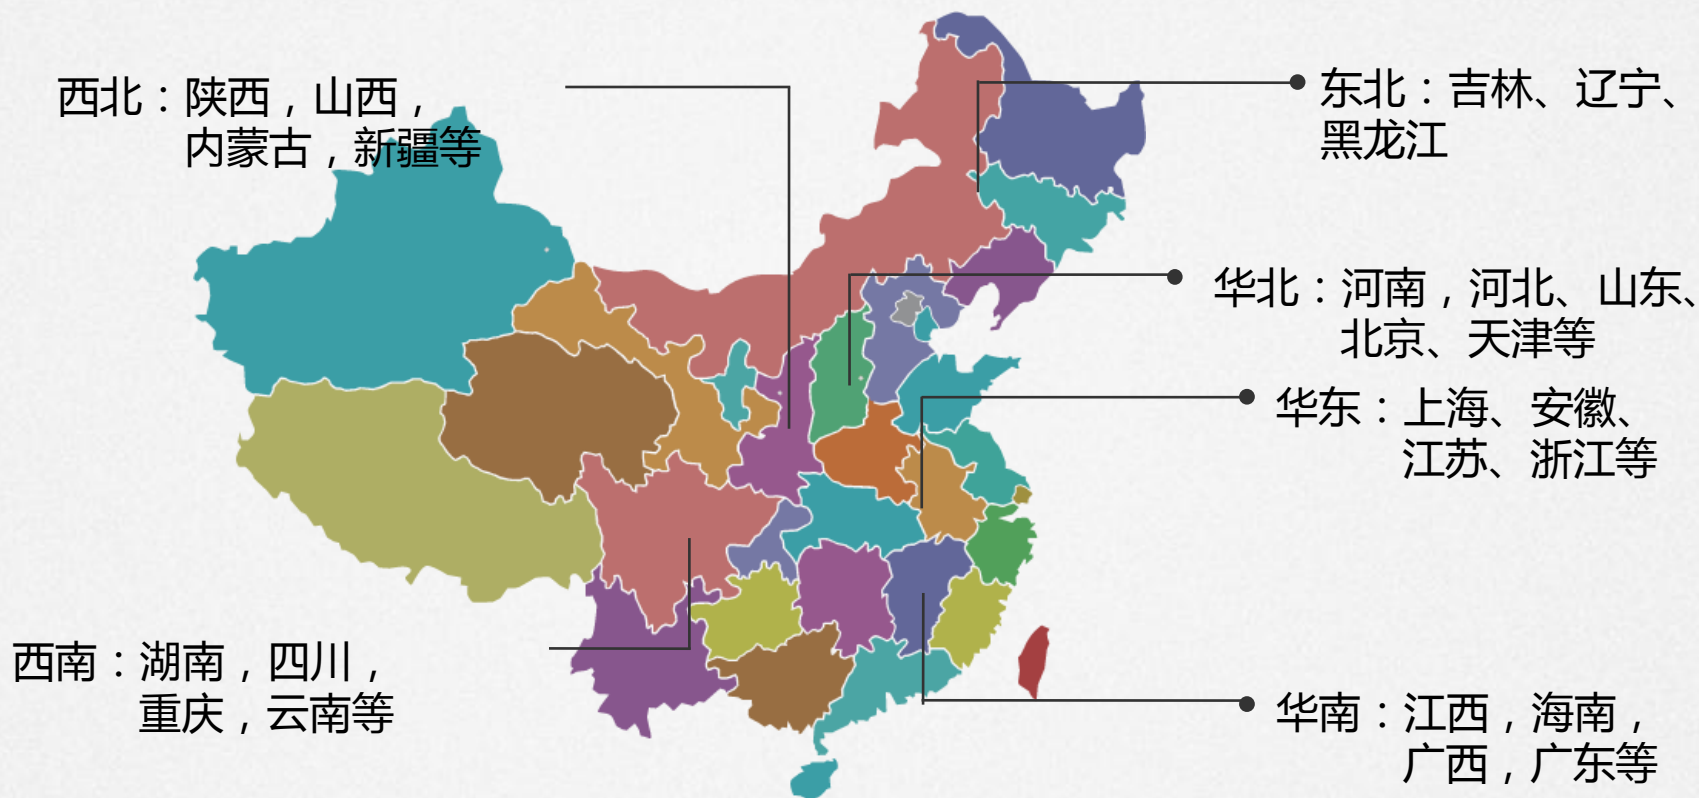 西北：陕西，山西，
内蒙古，新疆等
东北：吉林、辽宁、
黑龙江
华北：河南，河北、山东、
北京、天津等
华东：上海、安徽、
江苏、浙江等
西南：湖南，四川，
重庆，云南等
华南：江西，海南，
广西，广东等